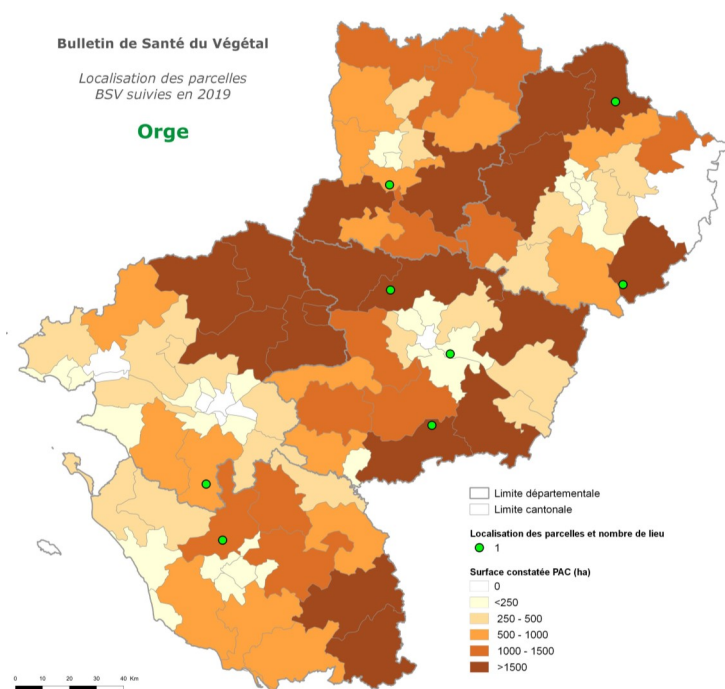 Bulletin de Santé du Végétal
Localisation des parcelles
BSV suivies en 2019
Orge
Limite départementale
Limite cantonale
Localisation des parcelles et nombre de lieu
1
Surface constatée PAC (ha)
0
<250
250 - 500
500 - 1000
1000 - 1500
>1500
0 10 20 30 40 Km